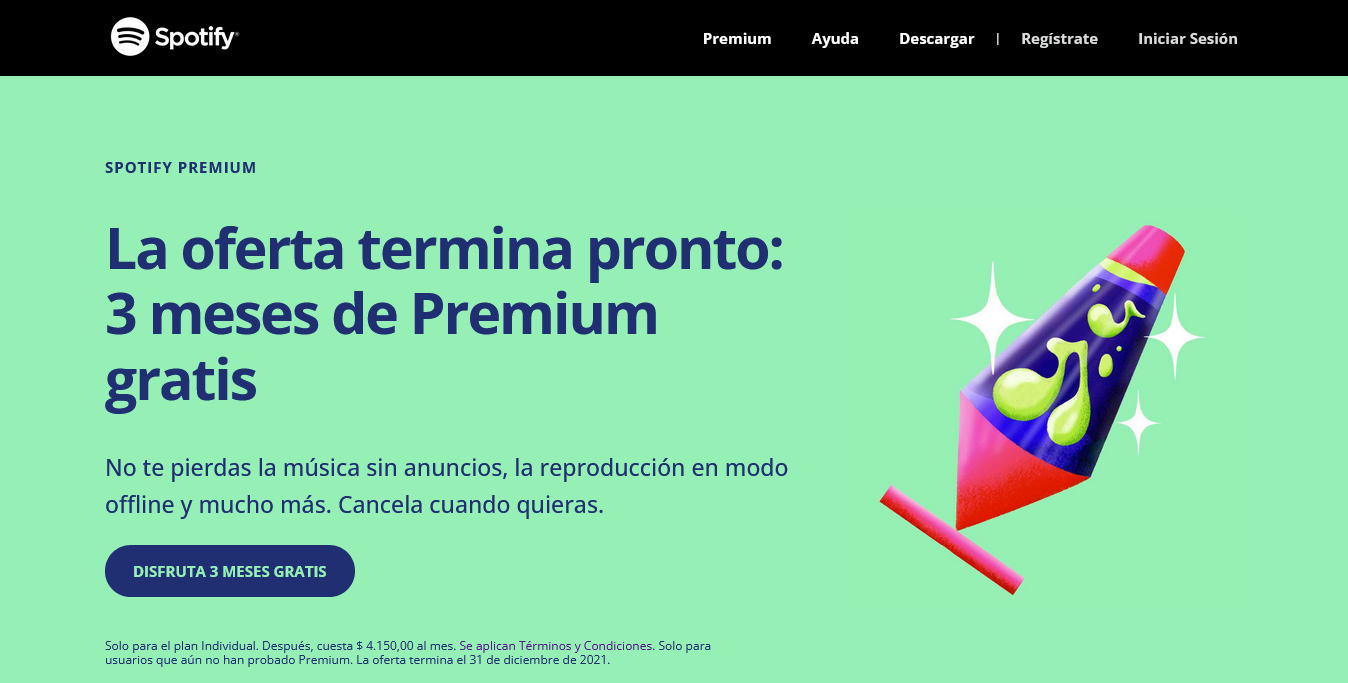 Spotify®
Premium Ayuda Descargar | Regístrate Iniciar Sesión
SPOTIFY PREMIUM
La oferta termina pronto:
3 meses de Premium
gratis
No te pierdas la música sin anuncios, la reproducción en modo
offline y mucho más. Cancela cuando quieras.
DISFRUTA 3 MESES GRATIS
Solo para el plan Individual. Después, cuesta $ 4.150,00 al mes. Se aplican Términos y Condiciones. Solo para
usuarios que aún no han probado Premium. La oferta termina el 31 de diciembre de 2021.